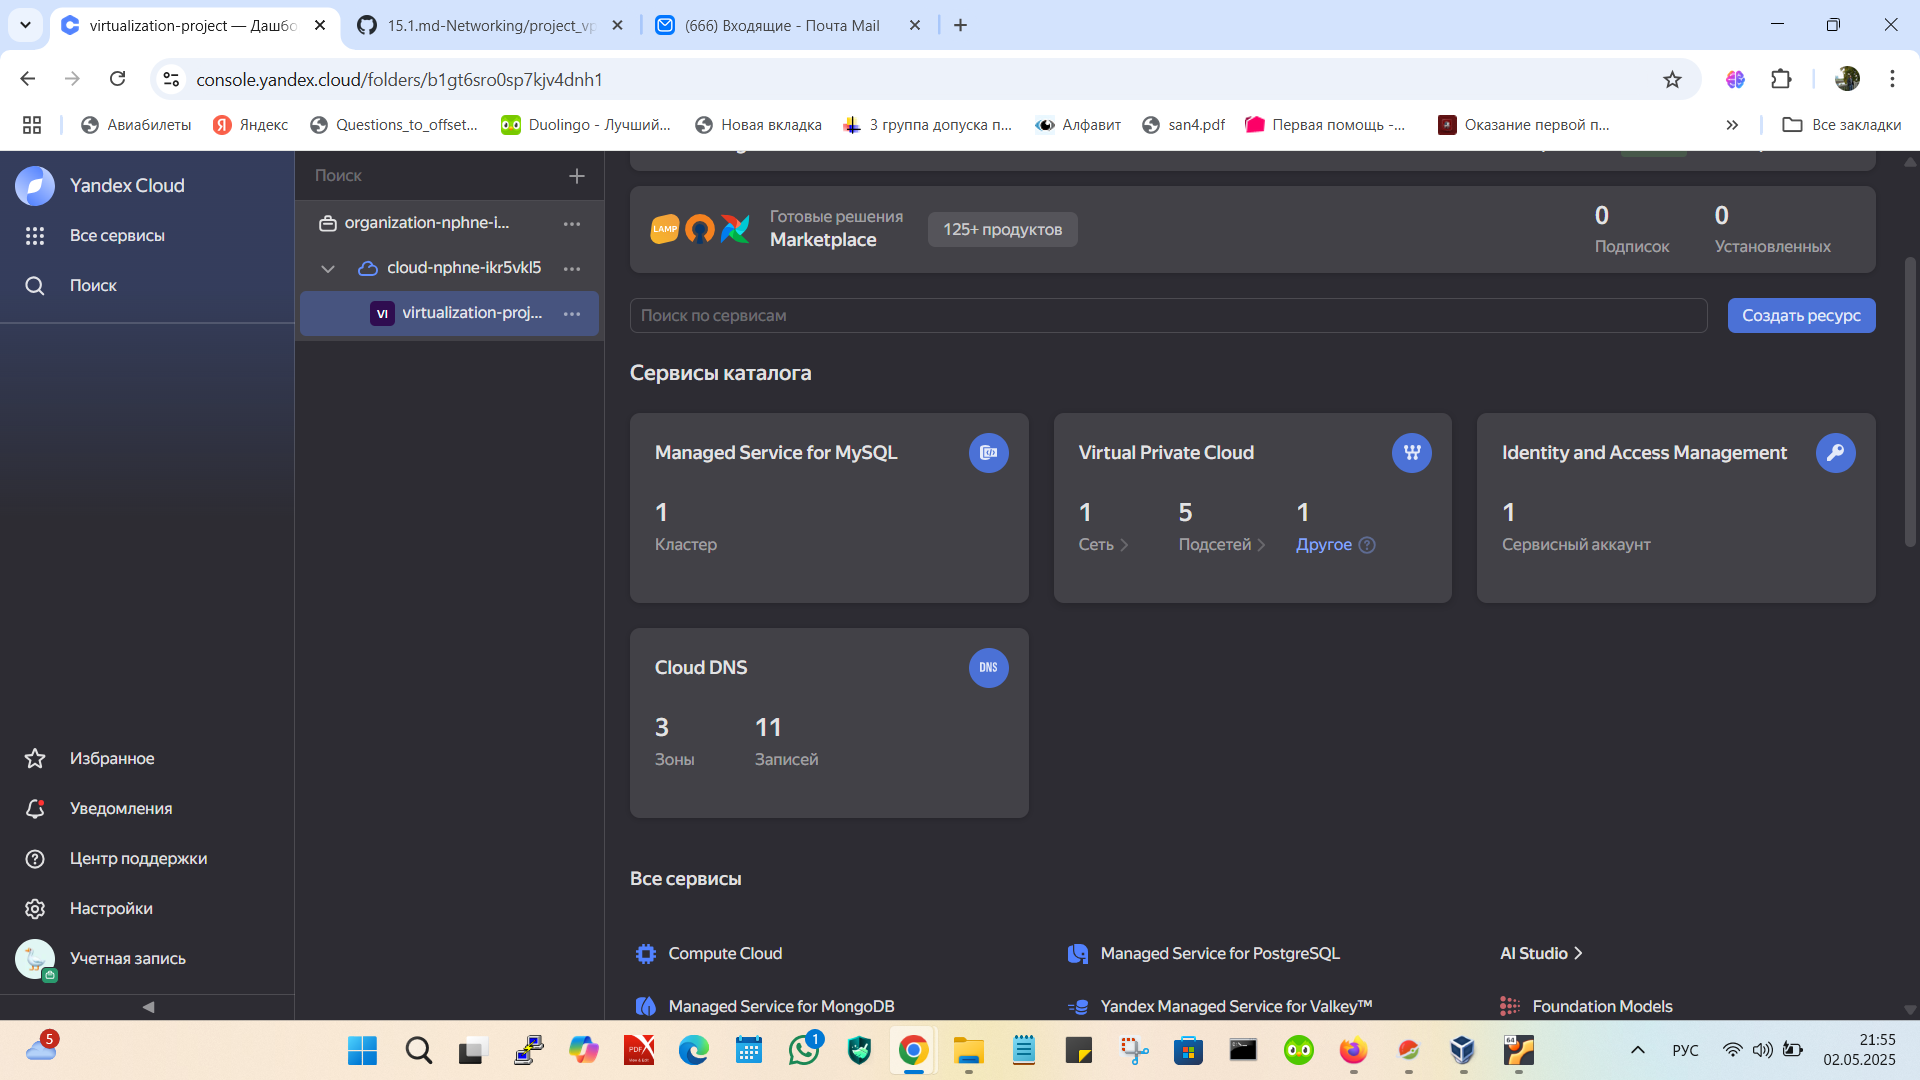 virtualization-project — Дашбо
15.1.md-Networking/project_vp
(666) Входящие - Почта Mail
console.yandex.cloud/folders/b1gt6sro0sp7kjv4dnh1
Авиабилеты
Яндекс
Questions_to_offset...
Duolingo - Лучший...
Новая вкладка
3 группа допуска п...
Алфавит
san4.pdf
Первая помощь -...
Оказание первой п...
Все закладки
Yandex Cloud
Все сервисы
Поиск
Избранное
Уведомления
Центр поддержки
Настройки
Учетная запись
Поиск
organization-nphne-i...
cloud-nphne-ikr5vkl5
VI virtualization-proj...
LAMP
Готовые решения
Marketplace
125+ продуктов
0
Подписок
0
Установленных
Поиск по сервисам
Создать ресурс
Сервисы каталога
Managed Service for MySQL
1
Кластер
Virtual Private Cloud
1
Сеть
5
Подсетей
1
Другое
Identity and Access Management
1
Сервисный аккаунт
Cloud DNS
DNS
3
Зоны
11
Записей
Все сервисы
Compute Cloud
Managed Service for PostgreSQL
AI Studio
Managed Service for MongoDB
Yandex Managed Service for Valkey™
Foundation Models
5
PDF
1
64
РУС
21:55
02.05.2025